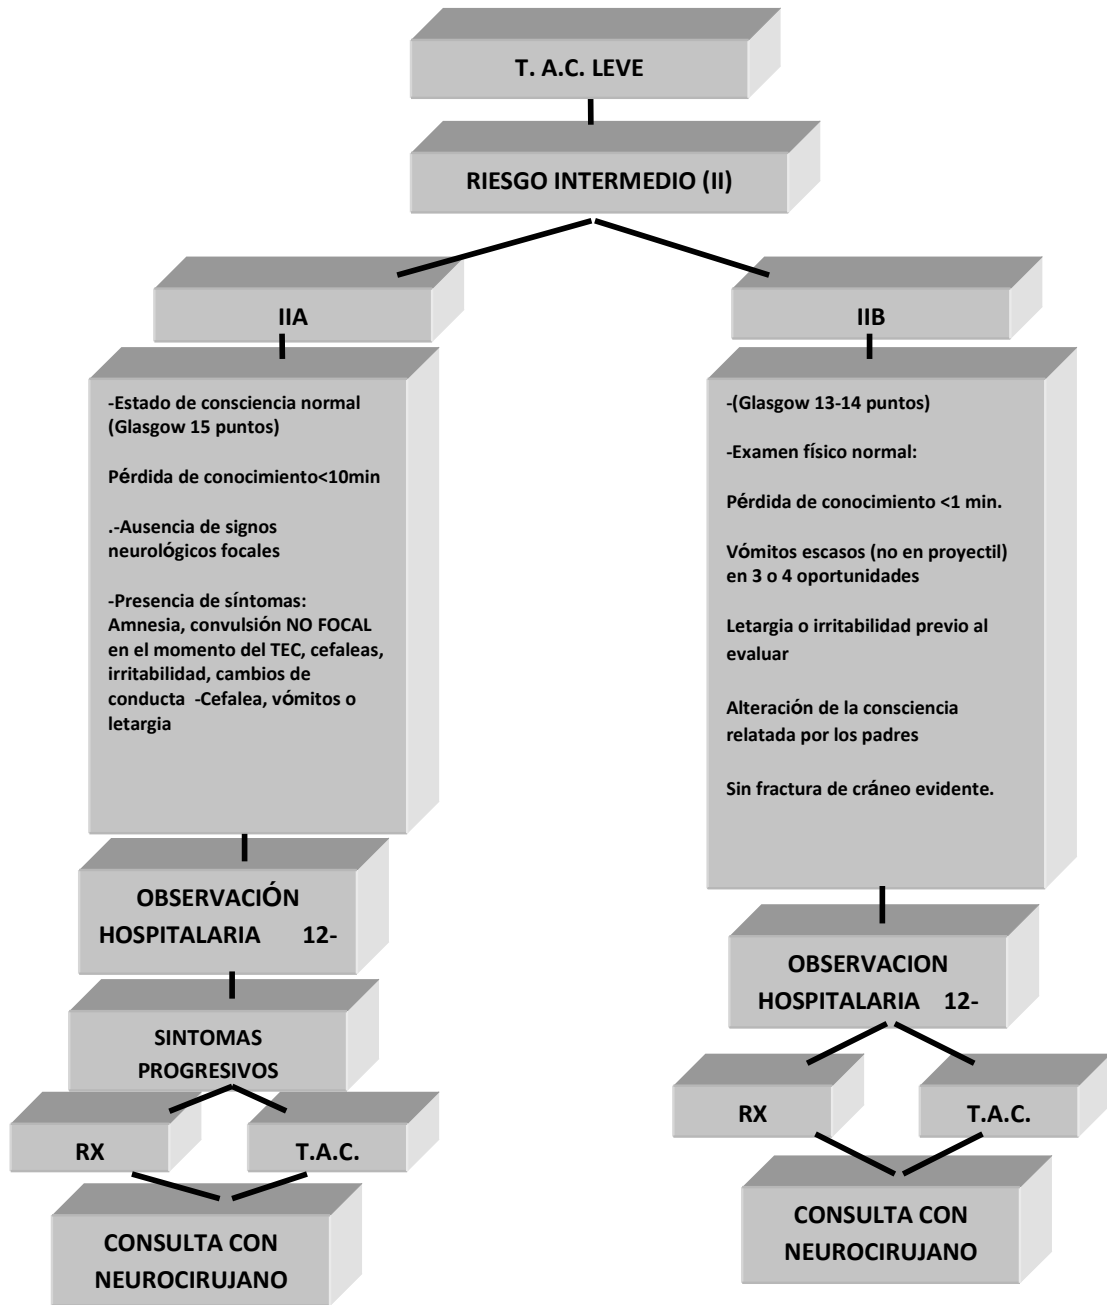 T. A.C. LEVE
RIESGO INTERMEDIO (II)
IIA
-Estado de consciencia normal
(Glasgow 15 puntos)
Pérdida de conocimiento<10min
.-Ausencia de signos
neurológicos focales
-Presencia de síntomas:
Amnesia, convulsión NO FOCAL
en el momento del TEC, cefaleas,
irritabilidad, cambios de
conducta -Cefalea, vómitos o
letargia
OBSERVACIÓN
HOSPITALARIA 12-
SINTOMAS
PROGRESIVOS
RX
T.A.C.
CONSULTA CON
NEUROCIRUJANO
IIB
-(Glasgow 13-14 puntos)
-Examen físico normal:
Pérdida de conocimiento <1 min.
Vómitos escasos (no en proyectil)
en 3 o 4 oportunidades
Letargia o irritabilidad previo al
evaluar
Alteración de la consciencia
relatada por los padres
Sin fractura de cráneo evidente.
OBSERVACION
HOSPITALARIA 12-
RX
T.A.C.
CONSULTA CON
NEUROCIRUJANO